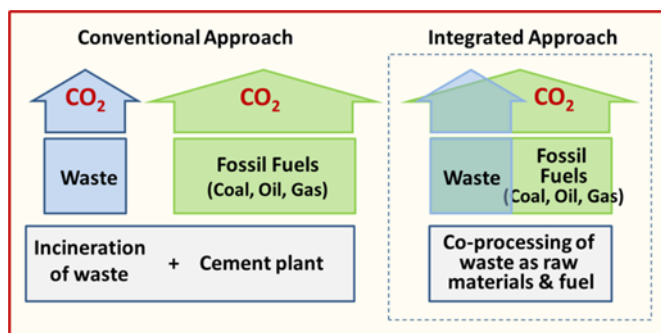 Conventional Approach
Integrated Approach
CO₂
CO₂
CO₂
Waste
Fossil Fuels
(Coal, Oil, Gas)
Waste
Fossil
Fuels
(Coal, Oil, Gas)
Incineration
of waste
+
Cement plant
Co-processing of
waste as raw
materials & fuel